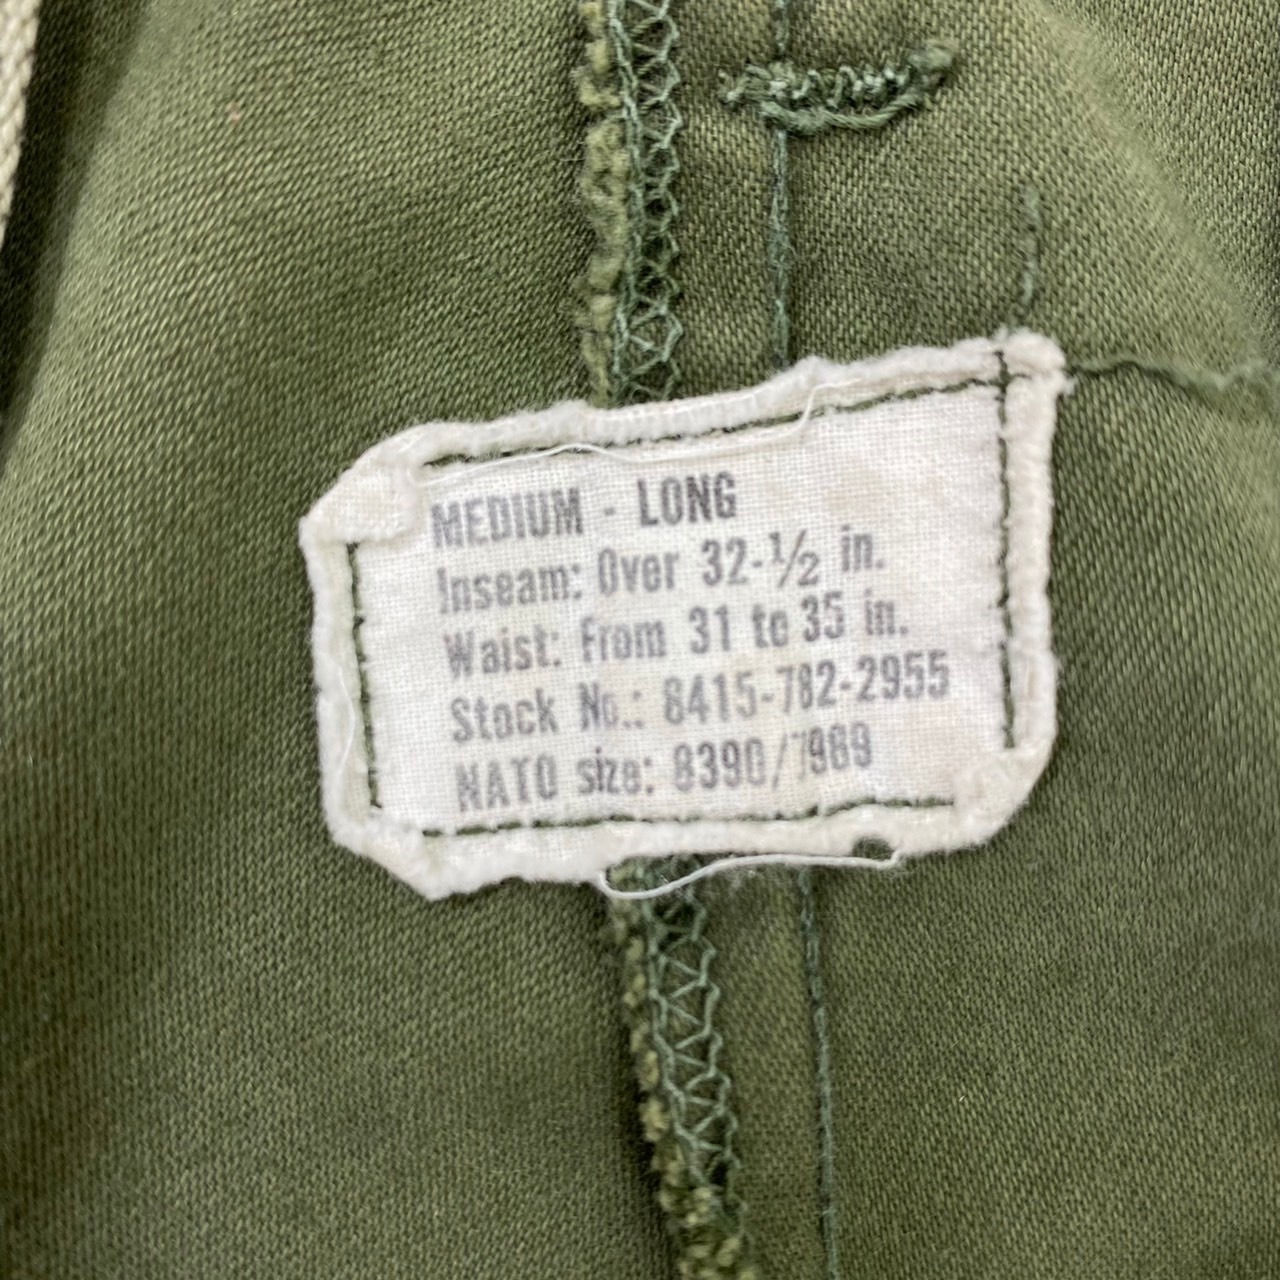 MEDIUM - LONG
Inseam: Over 32-½ in.
Waist: From 31 to 35 in.
Stock No.: 8415-782-2955
NATO size: 8390/7989